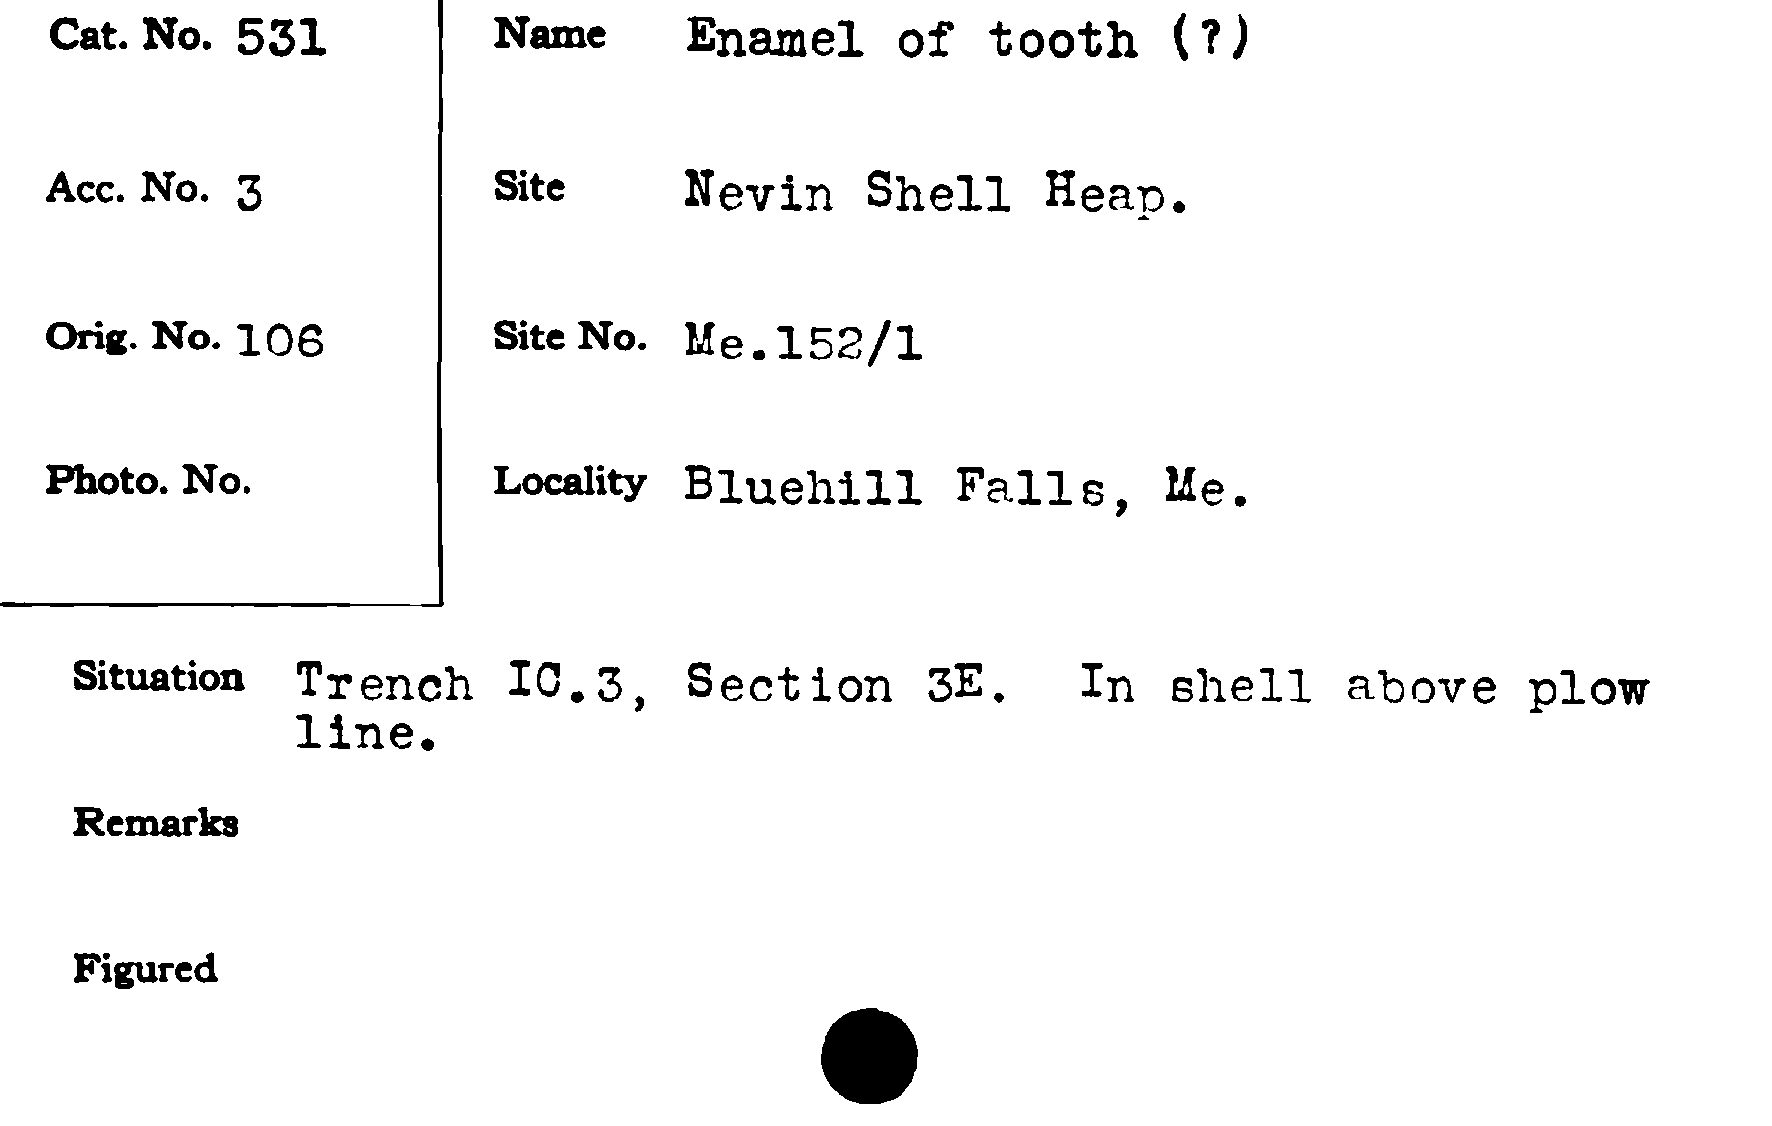 Cat. No. 531
Name Enamel of tooth (?)
Acc. No. 3
Site Nevin Shell Heap.
Orig. No. 106
Site No. Me.152/1
Photo. No.
Locality Bluehill Falls, Me.
Situation Trench IC.3, Section 3E. In shell above plow
line.
Remarks
Figured